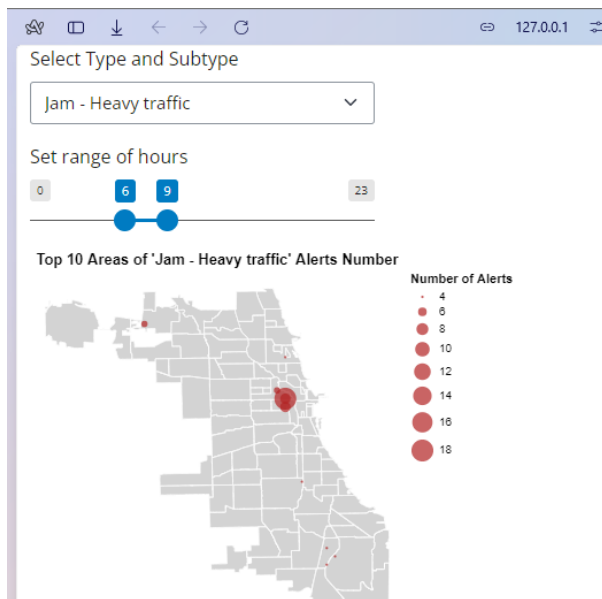 127.0.0.1
Select Type and Subtype
Jam - Heavy traffic
Set range of hours
0 6 9 23
Top 10 Areas of 'Jam - Heavy traffic' Alerts Number
Number of Alerts
4
6
8
10
12
14
16
18